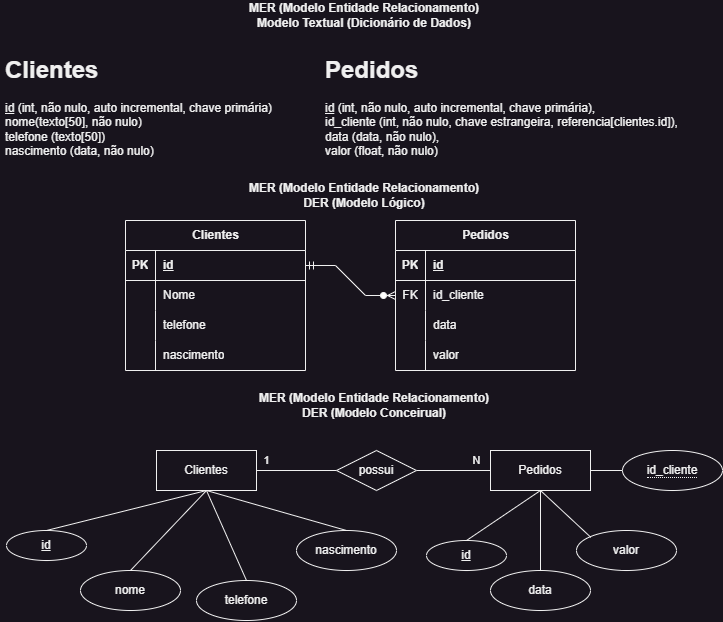 MER (Modelo Entidade Relacionamento)
Modelo Textual (Dicionário de Dados)
Clientes
id (int, não nulo, auto incremental, chave primária)
nome(texto[50], não nulo)
telefone (texto[50])
nascimento (data, não nulo)
Pedidos
id (int, não nulo, auto incremental, chave primária),
id_cliente (int, não nulo, chave estrangeira, referencia[clientes.id]),
data (data, não nulo),
valor (float, não nulo)
MER (Modelo Entidade Relacionamento)
DER (Modelo Lógico)
Clientes
PK id
Nome
telefone
nascimento
Pedidos
PK id
FK id_cliente
data
valor
MER (Modelo Entidade Relacionamento)
DER (Modelo Conceirual)
Clientes
1
possui
N
Pedidos
id_cliente
id
nome
telefone
nascimento
id
data
valor